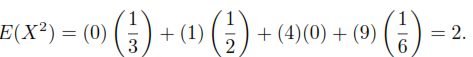 E(X²) = (0) (1/3) + (1) (1/2) + (4)(0) + (9) (1/6) = 2.